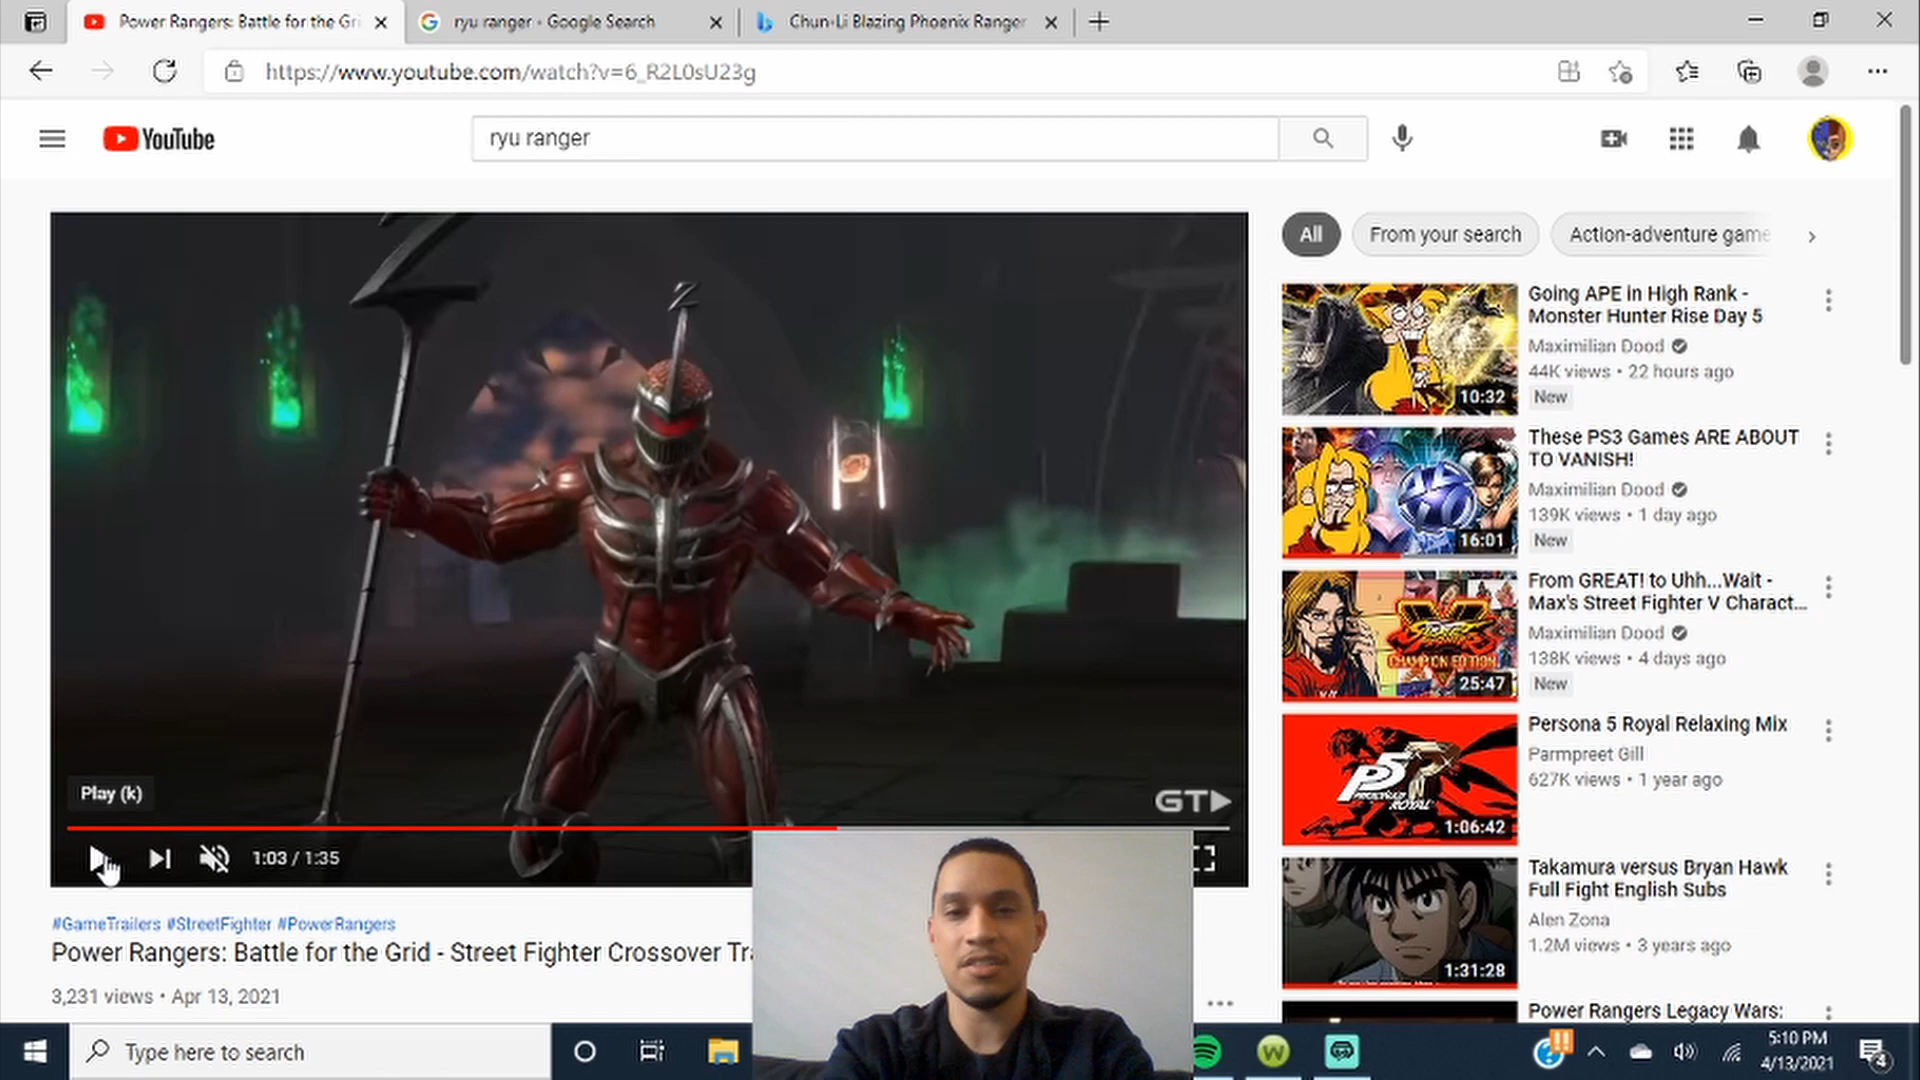 Power Rangers: Battle for the Gri
ryu ranger - Google Search
Chun-Li Blazing Phoenix Ranger
https://www.youtube.com/watch?v=6_R2L0sU23g
YouTube
ryu ranger
All
From your search
Action-adventure game
Going APE in High Rank -
Monster Hunter Rise Day 5
Maximilian Dood
44K views • 22 hours ago
New
10:32
These PS3 Games ARE ABOUT
TO VANISH!
Maximilian Dood
139K views • 1 day ago
New
16:01
From GREAT! to Uhh...Wait -
Max's Street Fighter V Charact...
Maximilian Dood
138K views • 4 days ago
New
CHAMPION EDITION
25:47
Persona 5 Royal Relaxing Mix
Parmpreet Gill
627K views • 1 year ago
P5
ROYAL
1:06:42
Takamura versus Bryan Hawk
Full Fight English Subs
Alen Zona
1.2M views • 3 years ago
1:31:28
Power Rangers Legacy Wars:
Z
Play (k)
GT
1:03 / 1:35
#GameTrailers #StreetFighter #PowerRangers
Power Rangers: Battle for the Grid - Street Fighter Crossover Tra
3,231 views • Apr 13, 2021
Type here to search
W
5:10 PM
4/13/2021
4